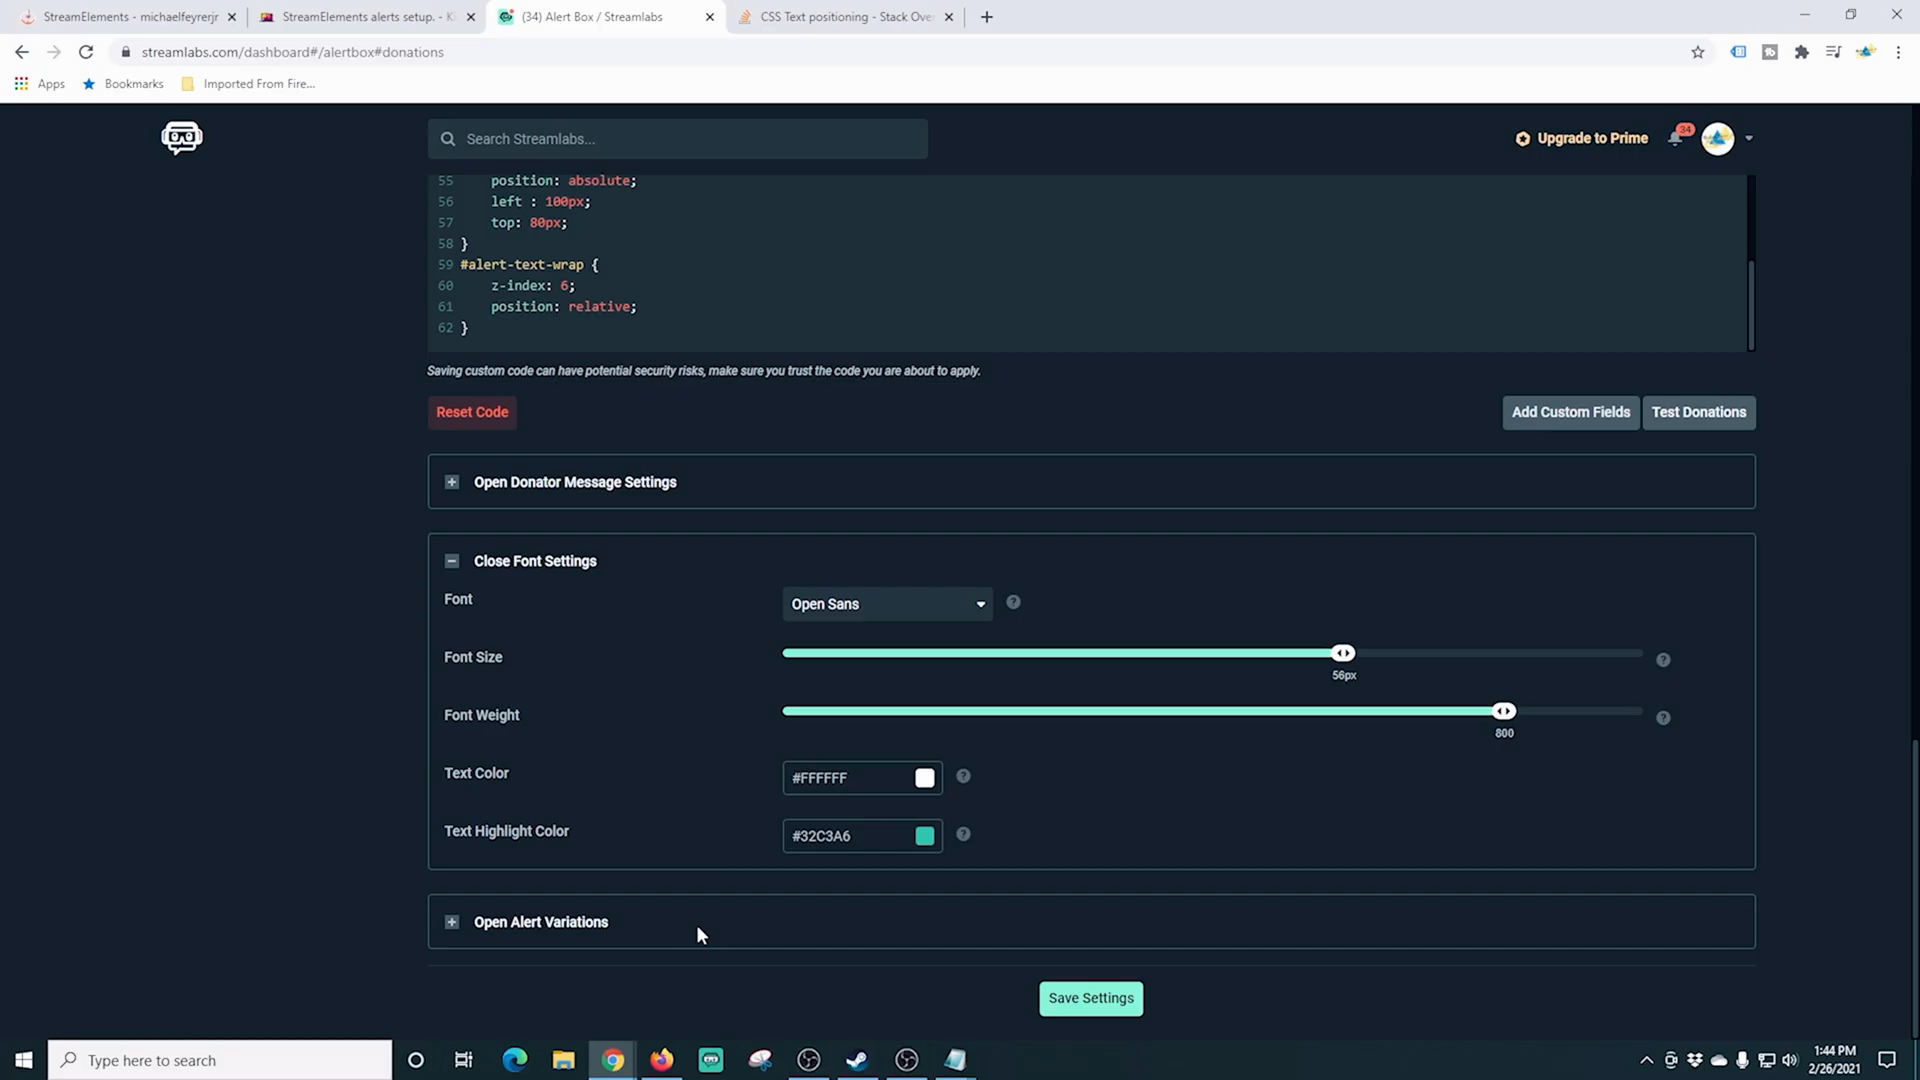 StreamElements - michaelfeyrerjr
StreamElements alerts setup. - K
(34) Alert Box / Streamlabs
CSS Text positioning - Stack Over
streamlabs.com/dashboard#/alertbox#donations
Apps
Bookmarks
Imported From Fire...
Search Streamlabs...
Upgrade to Prime
34
55 position: absolute;
56 left : 100px;
57 top: 80px;
58 }
59 #alert-text-wrap {
60 z-index: 6;
61 position: relative;
62 }
Saving custom code can have potential security risks, make sure you trust the code you are about to apply.
Reset Code
Add Custom Fields
Test Donations
Open Donator Message Settings
Close Font Settings
Font
Open Sans
Font Size
56px
Font Weight
800
Text Color
#FFFFFF
Text Highlight Color
#32C3A6
Open Alert Variations
Save Settings
Type here to search
1:44 PM
2/26/2021